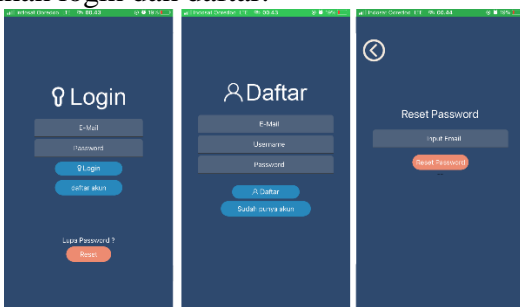 Login
E-Mail
Password
Login
daftar akun
Lupa Password ?
Reset
Daftar
E-Mail
Username
Password
Daftar
Sudah punya akun
Reset Password
Input Email
Reset Password